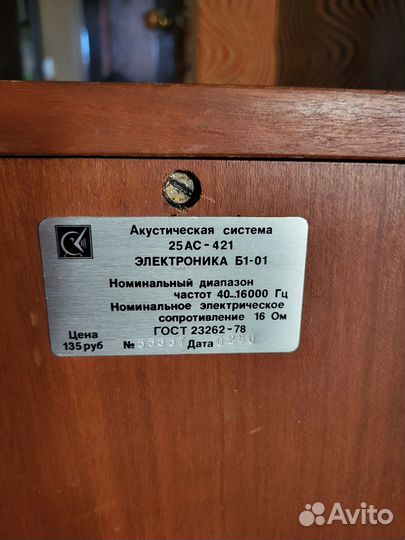 Акустическая система
25АС-421
ЭЛЕКТРОНИКА Б1-01
Номинальный диапазон
частот 40...16000 Гц
Номинальное электрическое
сопротивление 16 Ом
ГОСТ 23262-78
Цена
135 руб
№ Дата
Avito